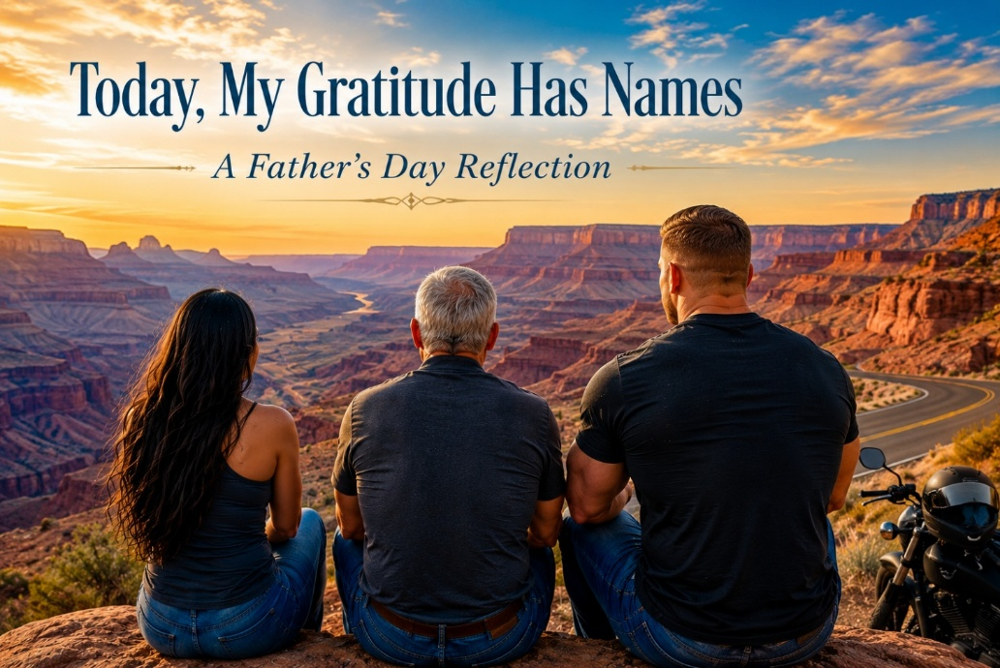 Today, My Gratitude Has Names
A Father's Day Reflection